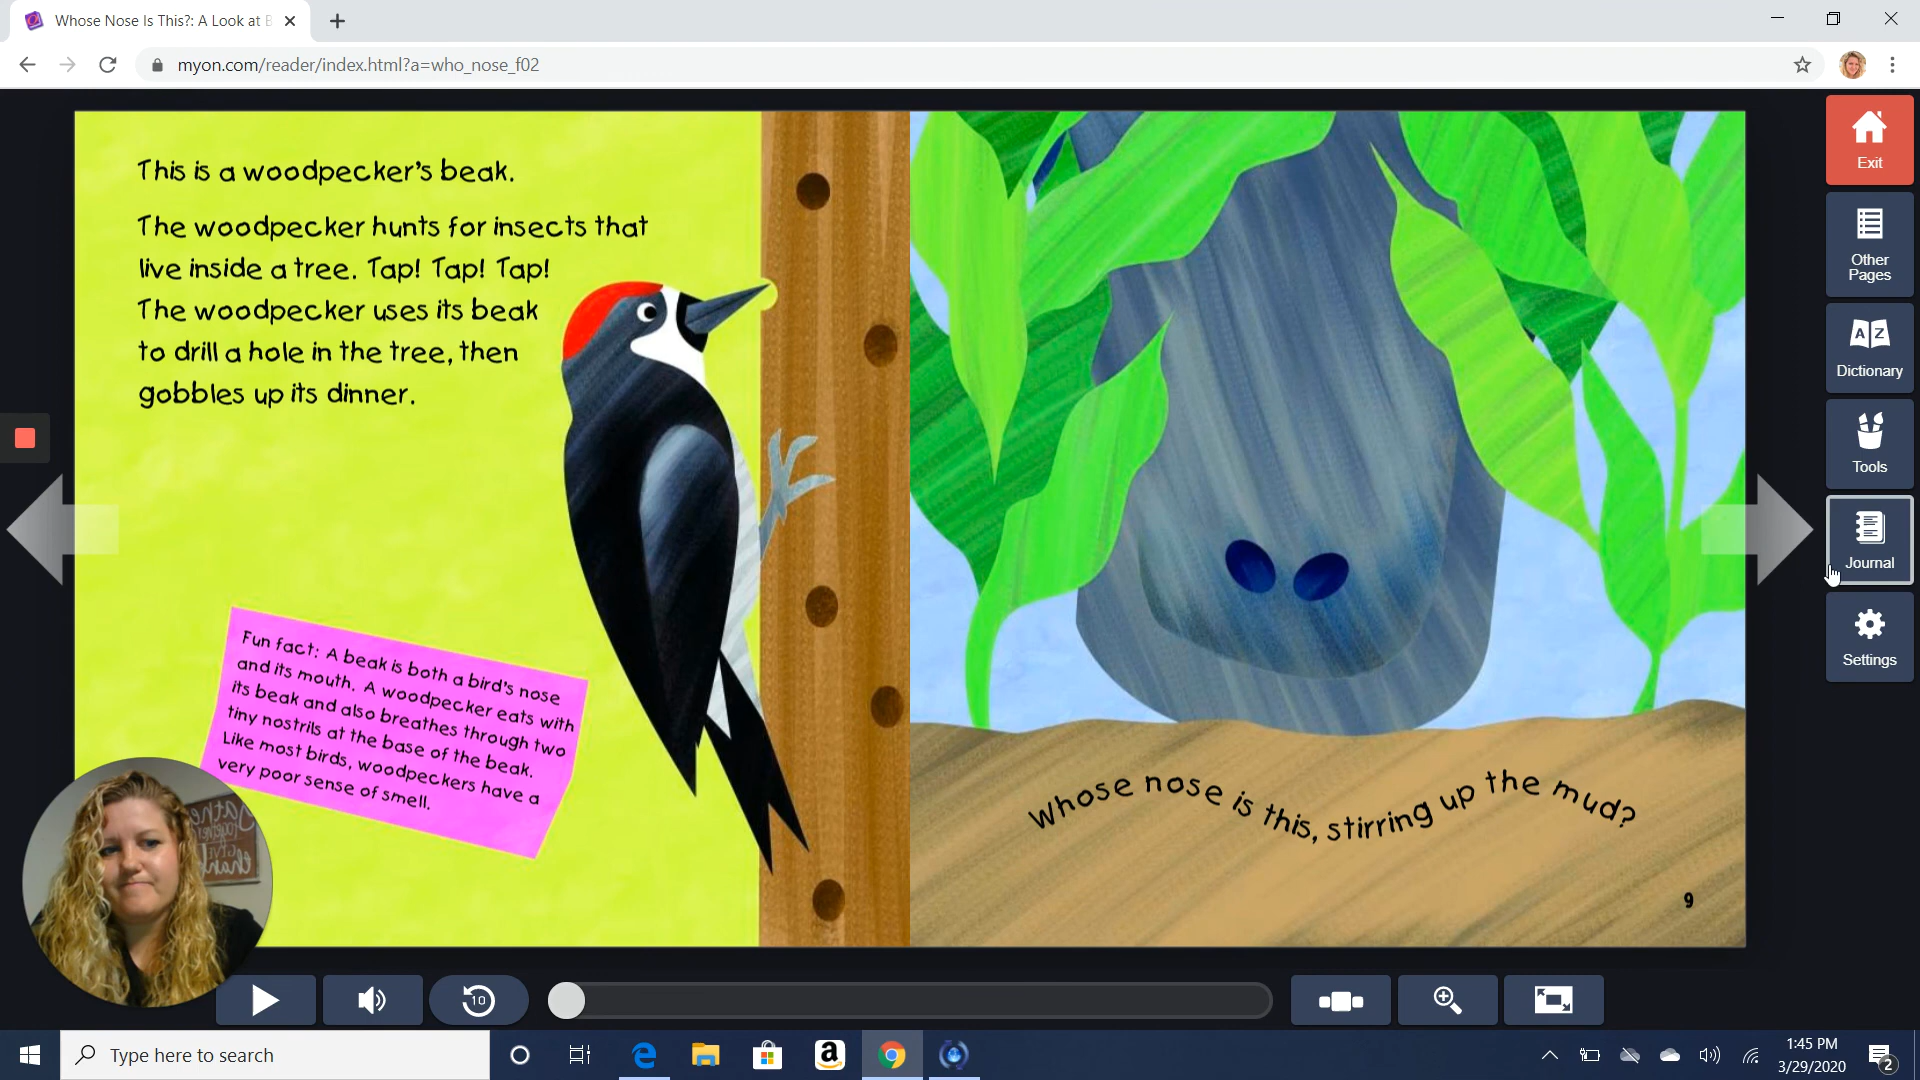 Whose Nose Is This?: A Look at B
myon.com/reader/index.html?a=who_nose_f02
This is a woodpecker's beak.
The woodpecker hunts for insects that
live inside a tree. Tap! Tap! Tap!
The woodpecker uses its beak
to drill a hole in the tree, then
gobbles up its dinner.
Fun fact: A beak is both a bird's nose
and its mouth. A woodpecker eats with
its beak and also breathes through two
tiny nostrils at the base of the beak.
Like most birds, woodpeckers have a
very poor sense of smell.
Whose nose is this, stirring up the mud?
9
Exit
Other
Pages
A Z
Dictionary
Tools
Journal
Settings
10
Type here to search
a
1:45 PM
3/29/2020
2